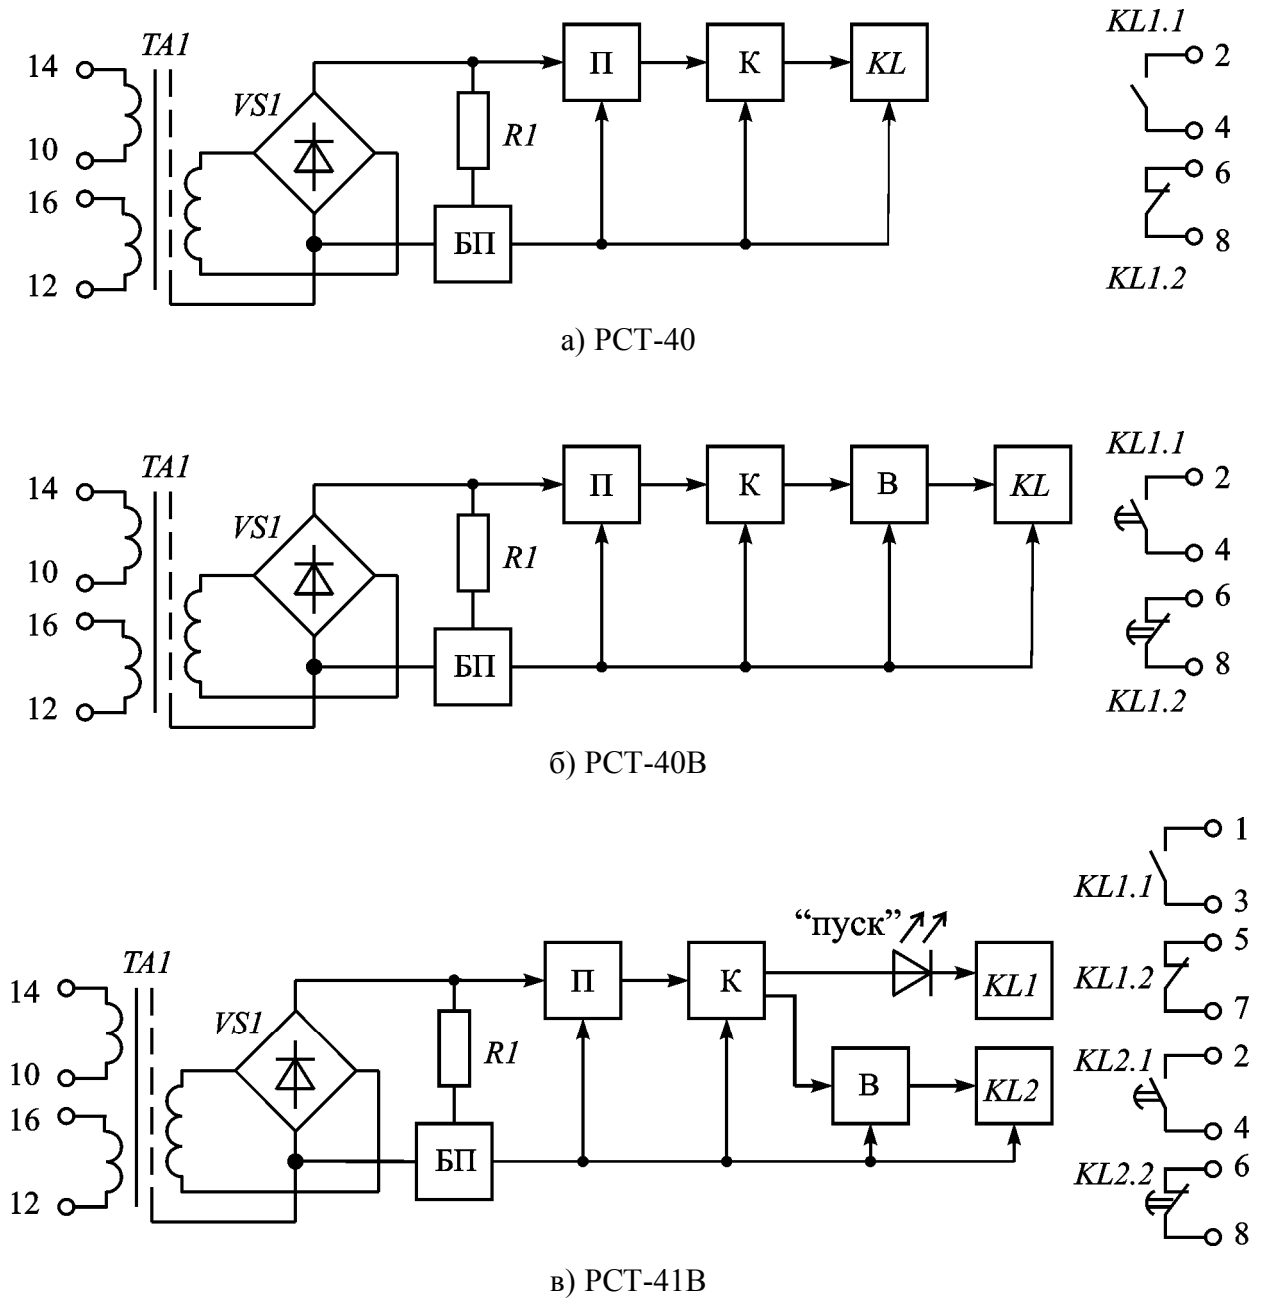 TA1
14
10
16
12
VS1
R1
БП
П
К
KL
KL1.1
2
4
6
8
KL1.2
а) РСТ-40
TA1
14
10
16
12
VS1
R1
БП
П
К
В
KL
KL1.1
2
4
6
8
KL1.2
б) РСТ-40В
TA1
14
10
16
12
VS1
R1
БП
П
К
“пуск”
KL1
В
KL2
1
KL1.1
3
5
KL1.2
7
KL2.1
2
4
KL2.2
6
8
в) РСТ-41В